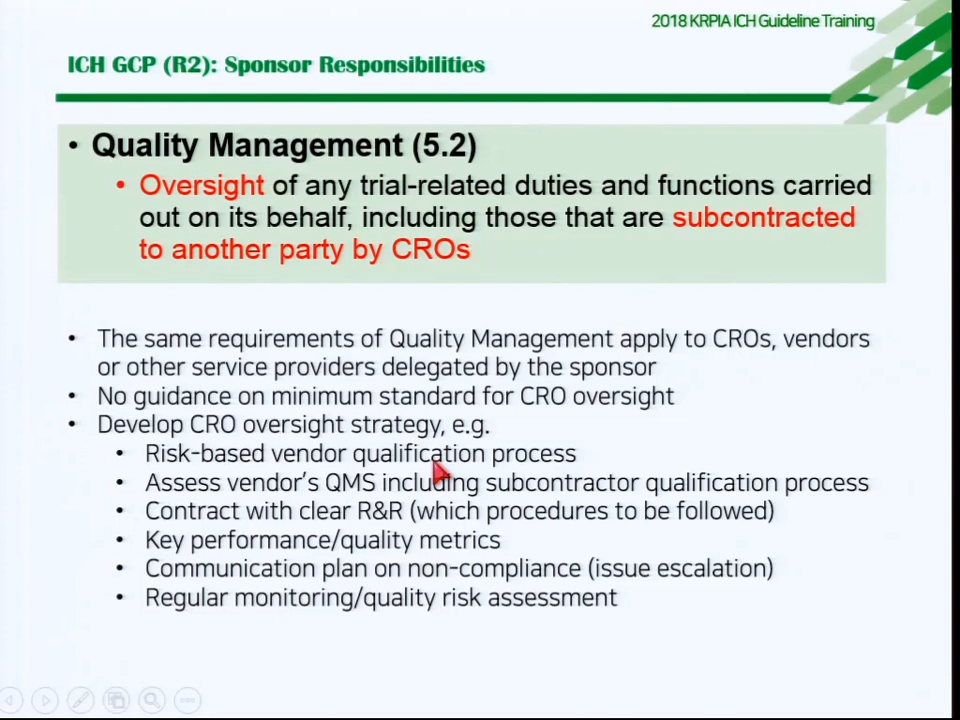 2018 KRPIA ICH Guideline Training
ICH GCP (R2): Sponsor Responsibilities
• Quality Management (5.2)
• Oversight of any trial-related duties and functions carried
out on its behalf, including those that are subcontracted
to another party by CROs
• The same requirements of Quality Management apply to CROs, vendors
or other service providers delegated by the sponsor
• No guidance on minimum standard for CRO oversight
• Develop CRO oversight strategy, e.g.
• Risk-based vendor qualification process
• Assess vendor's QMS including subcontractor qualification process
• Contract with clear R&R (which procedures to be followed)
• Key performance/quality metrics
• Communication plan on non-compliance (issue escalation)
• Regular monitoring/quality risk assessment